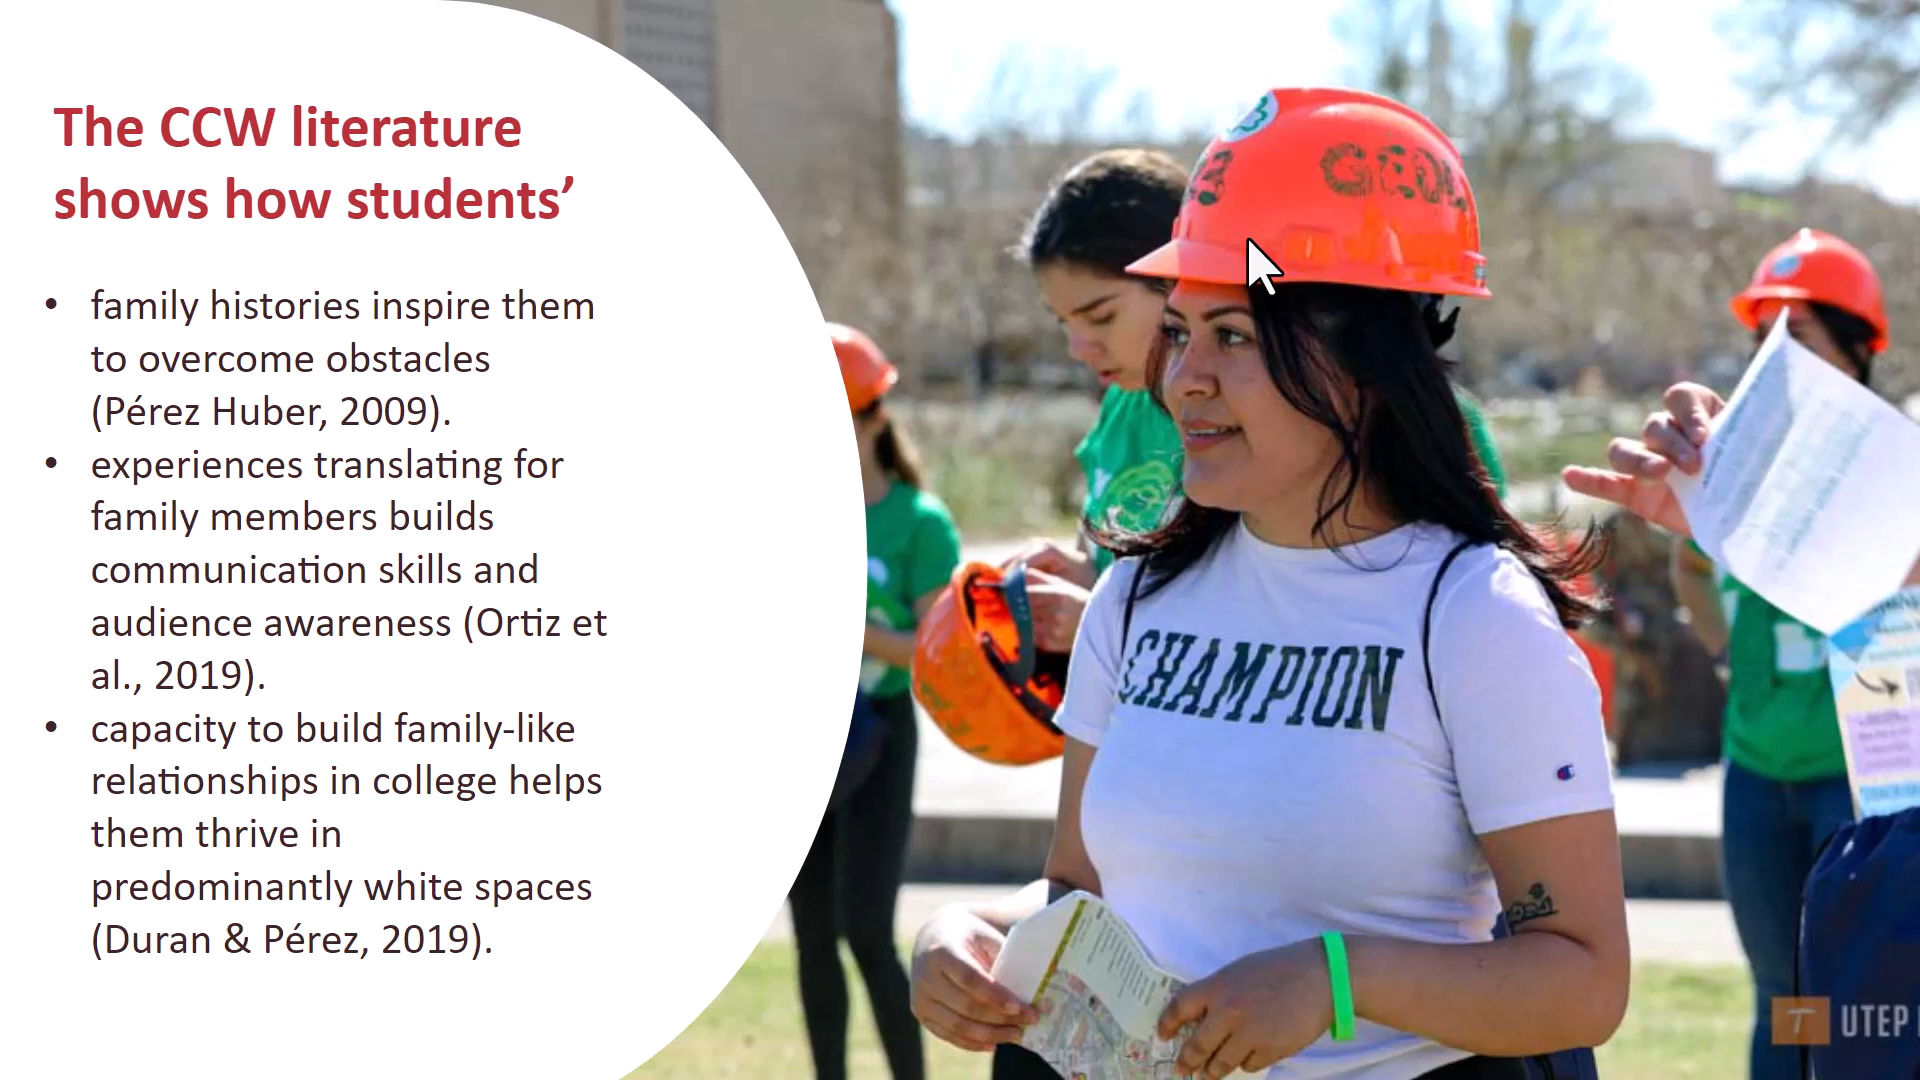 The CCW literature
shows how students’
• family histories inspire them
to overcome obstacles
(Pérez Huber, 2009).
• experiences translating for
family members builds
communication skills and
audience awareness (Ortiz et
al., 2019).
• capacity to build family-like
relationships in college helps
them thrive in
predominantly white spaces
(Duran & Pérez, 2019).
CHAMPION
UTEP